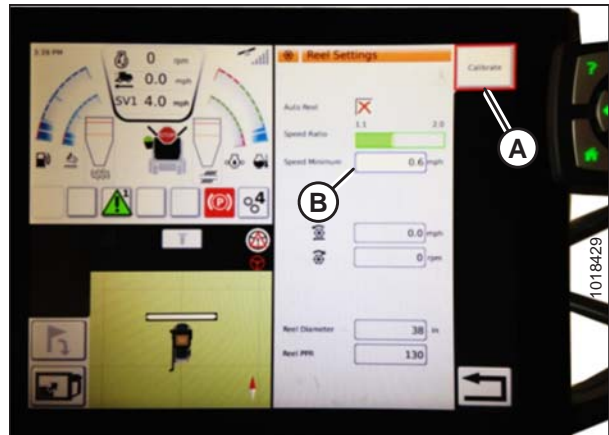 3:39 PM
0 rpm
0.0 mph
SV1 4.0 mph
1
P
4
Reel Settings
Auto Reel
1.1 2.0
Speed Ratio
Speed Minimum 0.6 mph
0.0 mph
0 rpm
Reel Diameter 38 in
Reel PPR 130
Calibrate
A
B
?
1018429